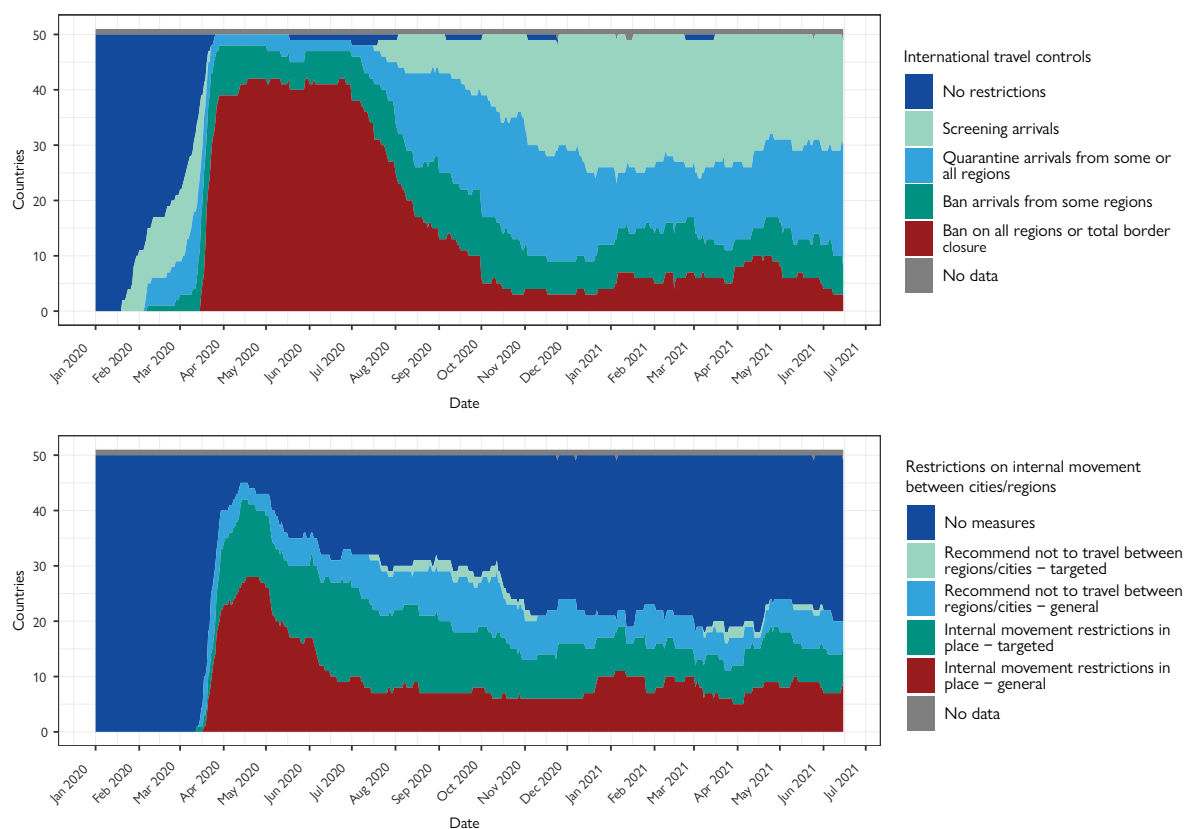 50
40
30
20
10
0
Countries
Jan 2020
Feb 2020
Mar 2020
Apr 2020
May 2020
Jun 2020
Jul 2020
Aug 2020
Sep 2020
Oct 2020
Nov 2020
Dec 2020
Jan 2021
Feb 2021
Mar 2021
Apr 2021
May 2021
Jun 2021
Jul 2021
Date
International travel controls
No restrictions
Screening arrivals
Quarantine arrivals from some or
all regions
Ban arrivals from some regions
Ban on all regions or total border
closure
No data
50
40
30
20
10
0
Countries
Jan 2020
Feb 2020
Mar 2020
Apr 2020
May 2020
Jun 2020
Jul 2020
Aug 2020
Sep 2020
Oct 2020
Nov 2020
Dec 2020
Jan 2021
Feb 2021
Mar 2021
Apr 2021
May 2021
Jun 2021
Jul 2021
Date
Restrictions on internal movement
between cities/regions
No measures
Recommend not to travel between
regions/cities − targeted
Recommend not to travel between
regions/cities − general
Internal movement restrictions in
place − targeted
Internal movement restrictions in
place − general
No data